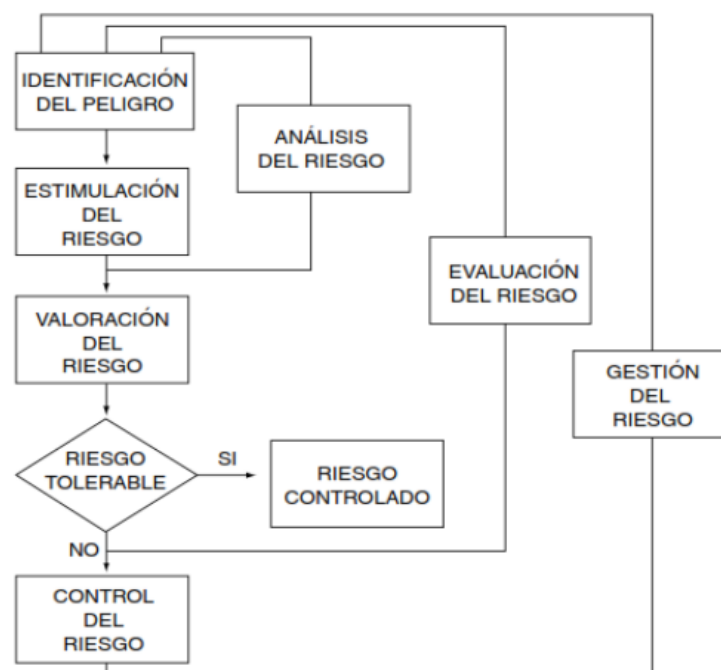 IDENTIFICACIÓN
DEL PELIGRO
ANÁLISIS
DEL RIESGO
ESTIMULACIÓN
DEL
RIESGO
EVALUACIÓN
DEL RIESGO
VALORACIÓN
DEL
RIESGO
GESTIÓN
DEL
RIESGO
RIESGO
TOLERABLE
SI
RIESGO
CONTROLADO
NO
CONTROL
DEL
RIESGO